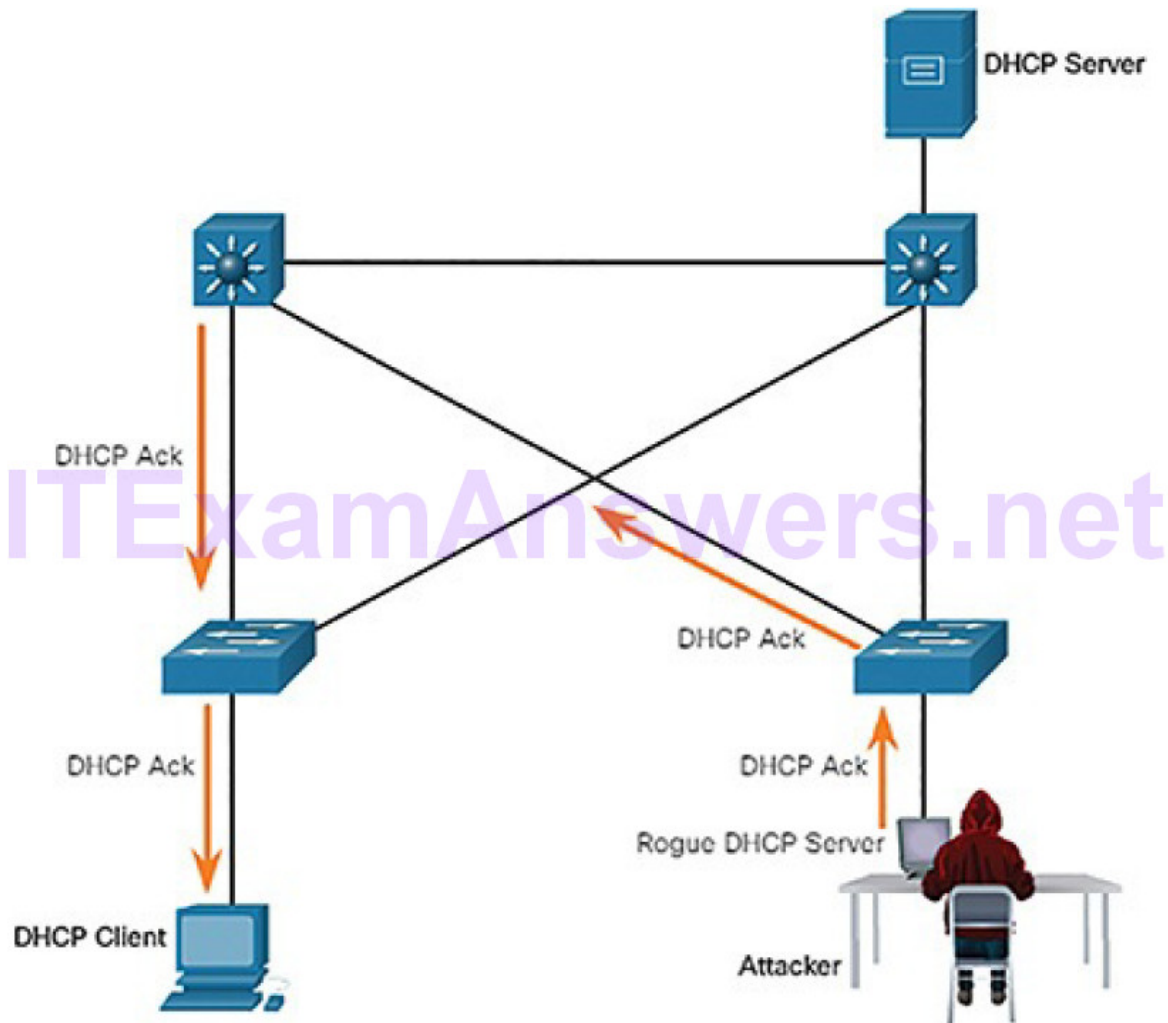 DHCP Server
DHCP Ack
ITExamAnswers.net
DHCP Ack
DHCP Ack
DHCP Ack
Rogue DHCP Server
DHCP Client
Attacker